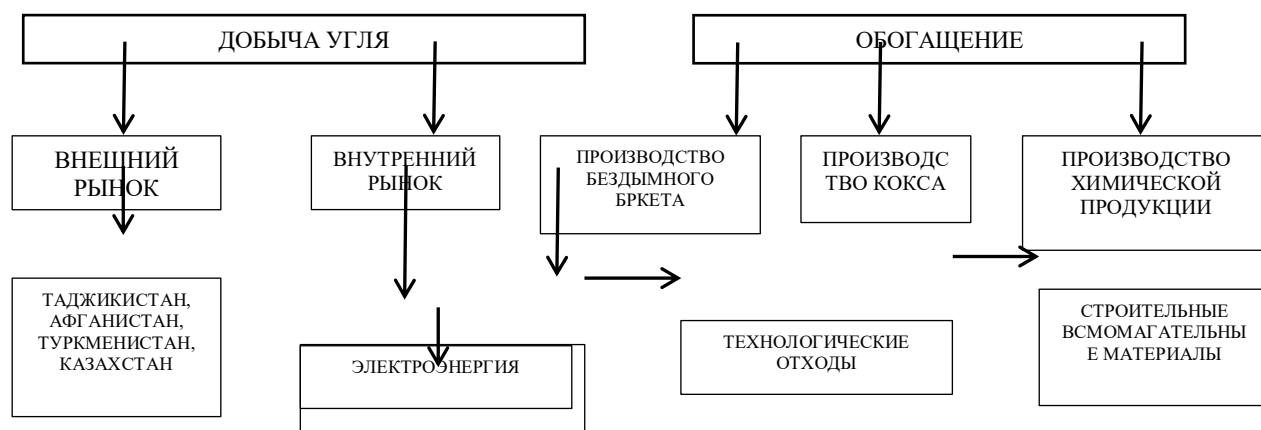 ДОБЫЧА УГЛЯ
ОБОГАЩЕНИЕ
ВНЕШНИЙ
РЫНОК
ВНУТРЕННИЙ
РЫНОК
ПРОИЗВОДСТВО
БЕЗДЫМНОГО
БРКЕТА
ПРОИЗВОДС
ТВО КОКСА
ПРОИЗВОДСТВО
ХИМИЧЕСКОЙ
ПРОДУКЦИИ
ТАДЖИКИСТАН,
АФГАНИСТАН,
ТУРКМЕНИСТАН,
КАЗАХСТАН
ЭЛЕКТРОЭНЕРГИЯ
ТЕХНОЛОГИЧЕСКИЕ
ОТХОДЫ
СТРОИТЕЛЬНЫЕ
ВСМОМАГАТЕЛЬНЫ
Е МАТЕРИАЛЫ